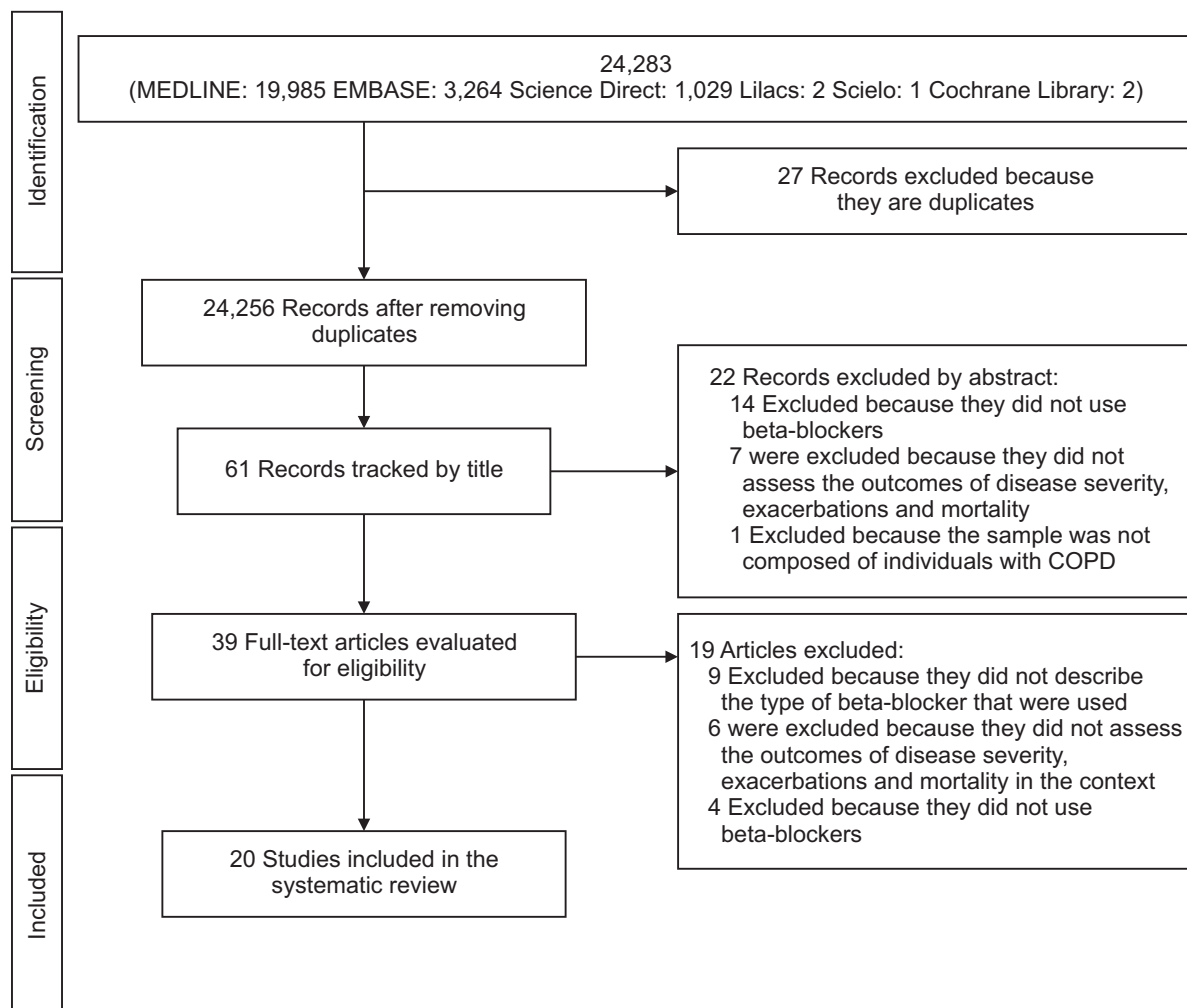 Identification
24,283
(MEDLINE: 19,985 EMBASE: 3,264 Science Direct: 1,029 Lilacs: 2 Scielo: 1 Cochrane Library: 2)
27 Records excluded because
they are duplicates
Screening
24,256 Records after removing
duplicates
61 Records tracked by title
22 Records excluded by abstract:
14 Excluded because they did not use
beta-blockers
7 were excluded because they did not
assess the outcomes of disease severity,
exacerbations and mortality
1 Excluded because the sample was not
composed of individuals with COPD
Eligibility
39 Full-text articles evaluated
for eligibility
19 Articles excluded:
9 Excluded because they did not describe
the type of beta-blocker that were used
6 were excluded because they did not assess
the outcomes of disease severity,
exacerbations and mortality in the context
4 Excluded because they did not use
beta-blockers
Included
20 Studies included in the
systematic review